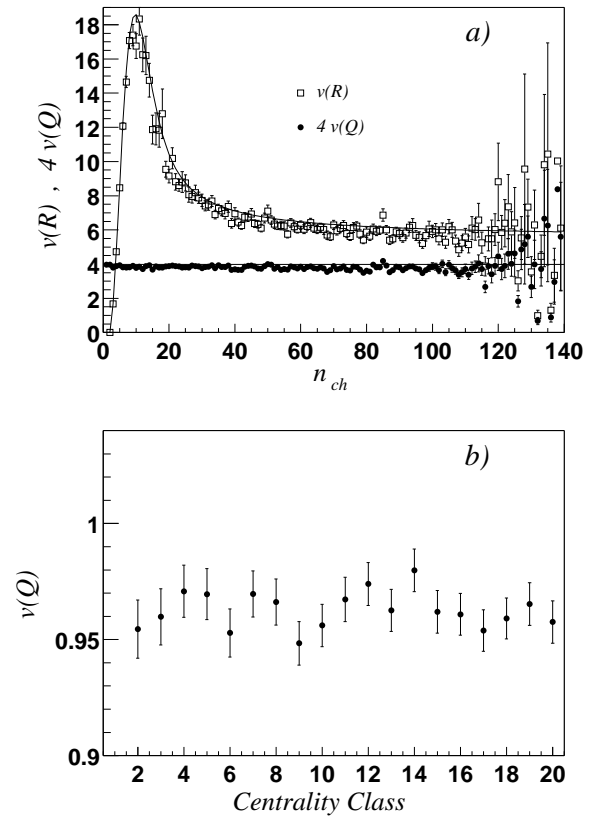 a)
v(R) , 4 v(Q)
18
16
14
12
10
8
6
4
2
0
v(R)
4 v(Q)
0 20 40 60 80 100 120 140
n ch
b)
v(Q)
1
0.95
0.9
2 4 6 8 10 12 14 16 18 20
Centrality Class